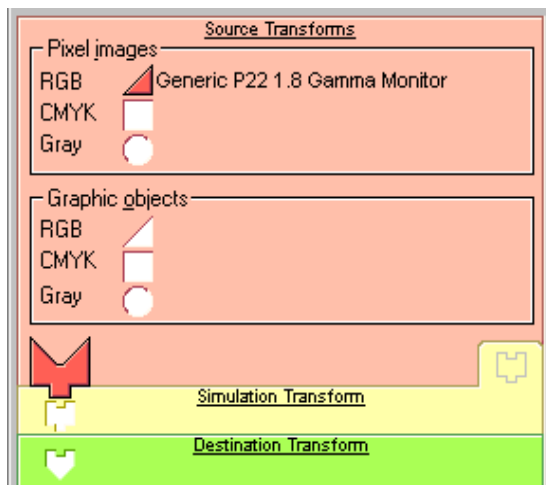 Source Transforms
Pixel images
RGB Generic P22 1.8 Gamma Monitor
CMYK
Gray
Graphic objects
RGB
CMYK
Gray
Simulation Transform
Destination Transform